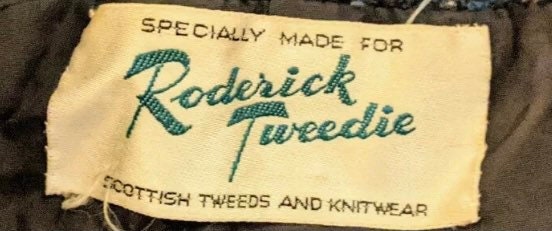 SPECIALLY MADE FOR
Roderick
Tweedie
SCOTTISH TWEEDS AND KNITWEAR